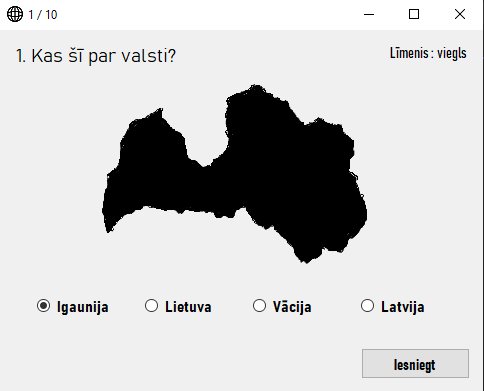 1 / 10
1. Kas šī par valsti?
Līmenis : viegls
Igaunija
Lietuva
Vācija
Latvija
Iesniegt